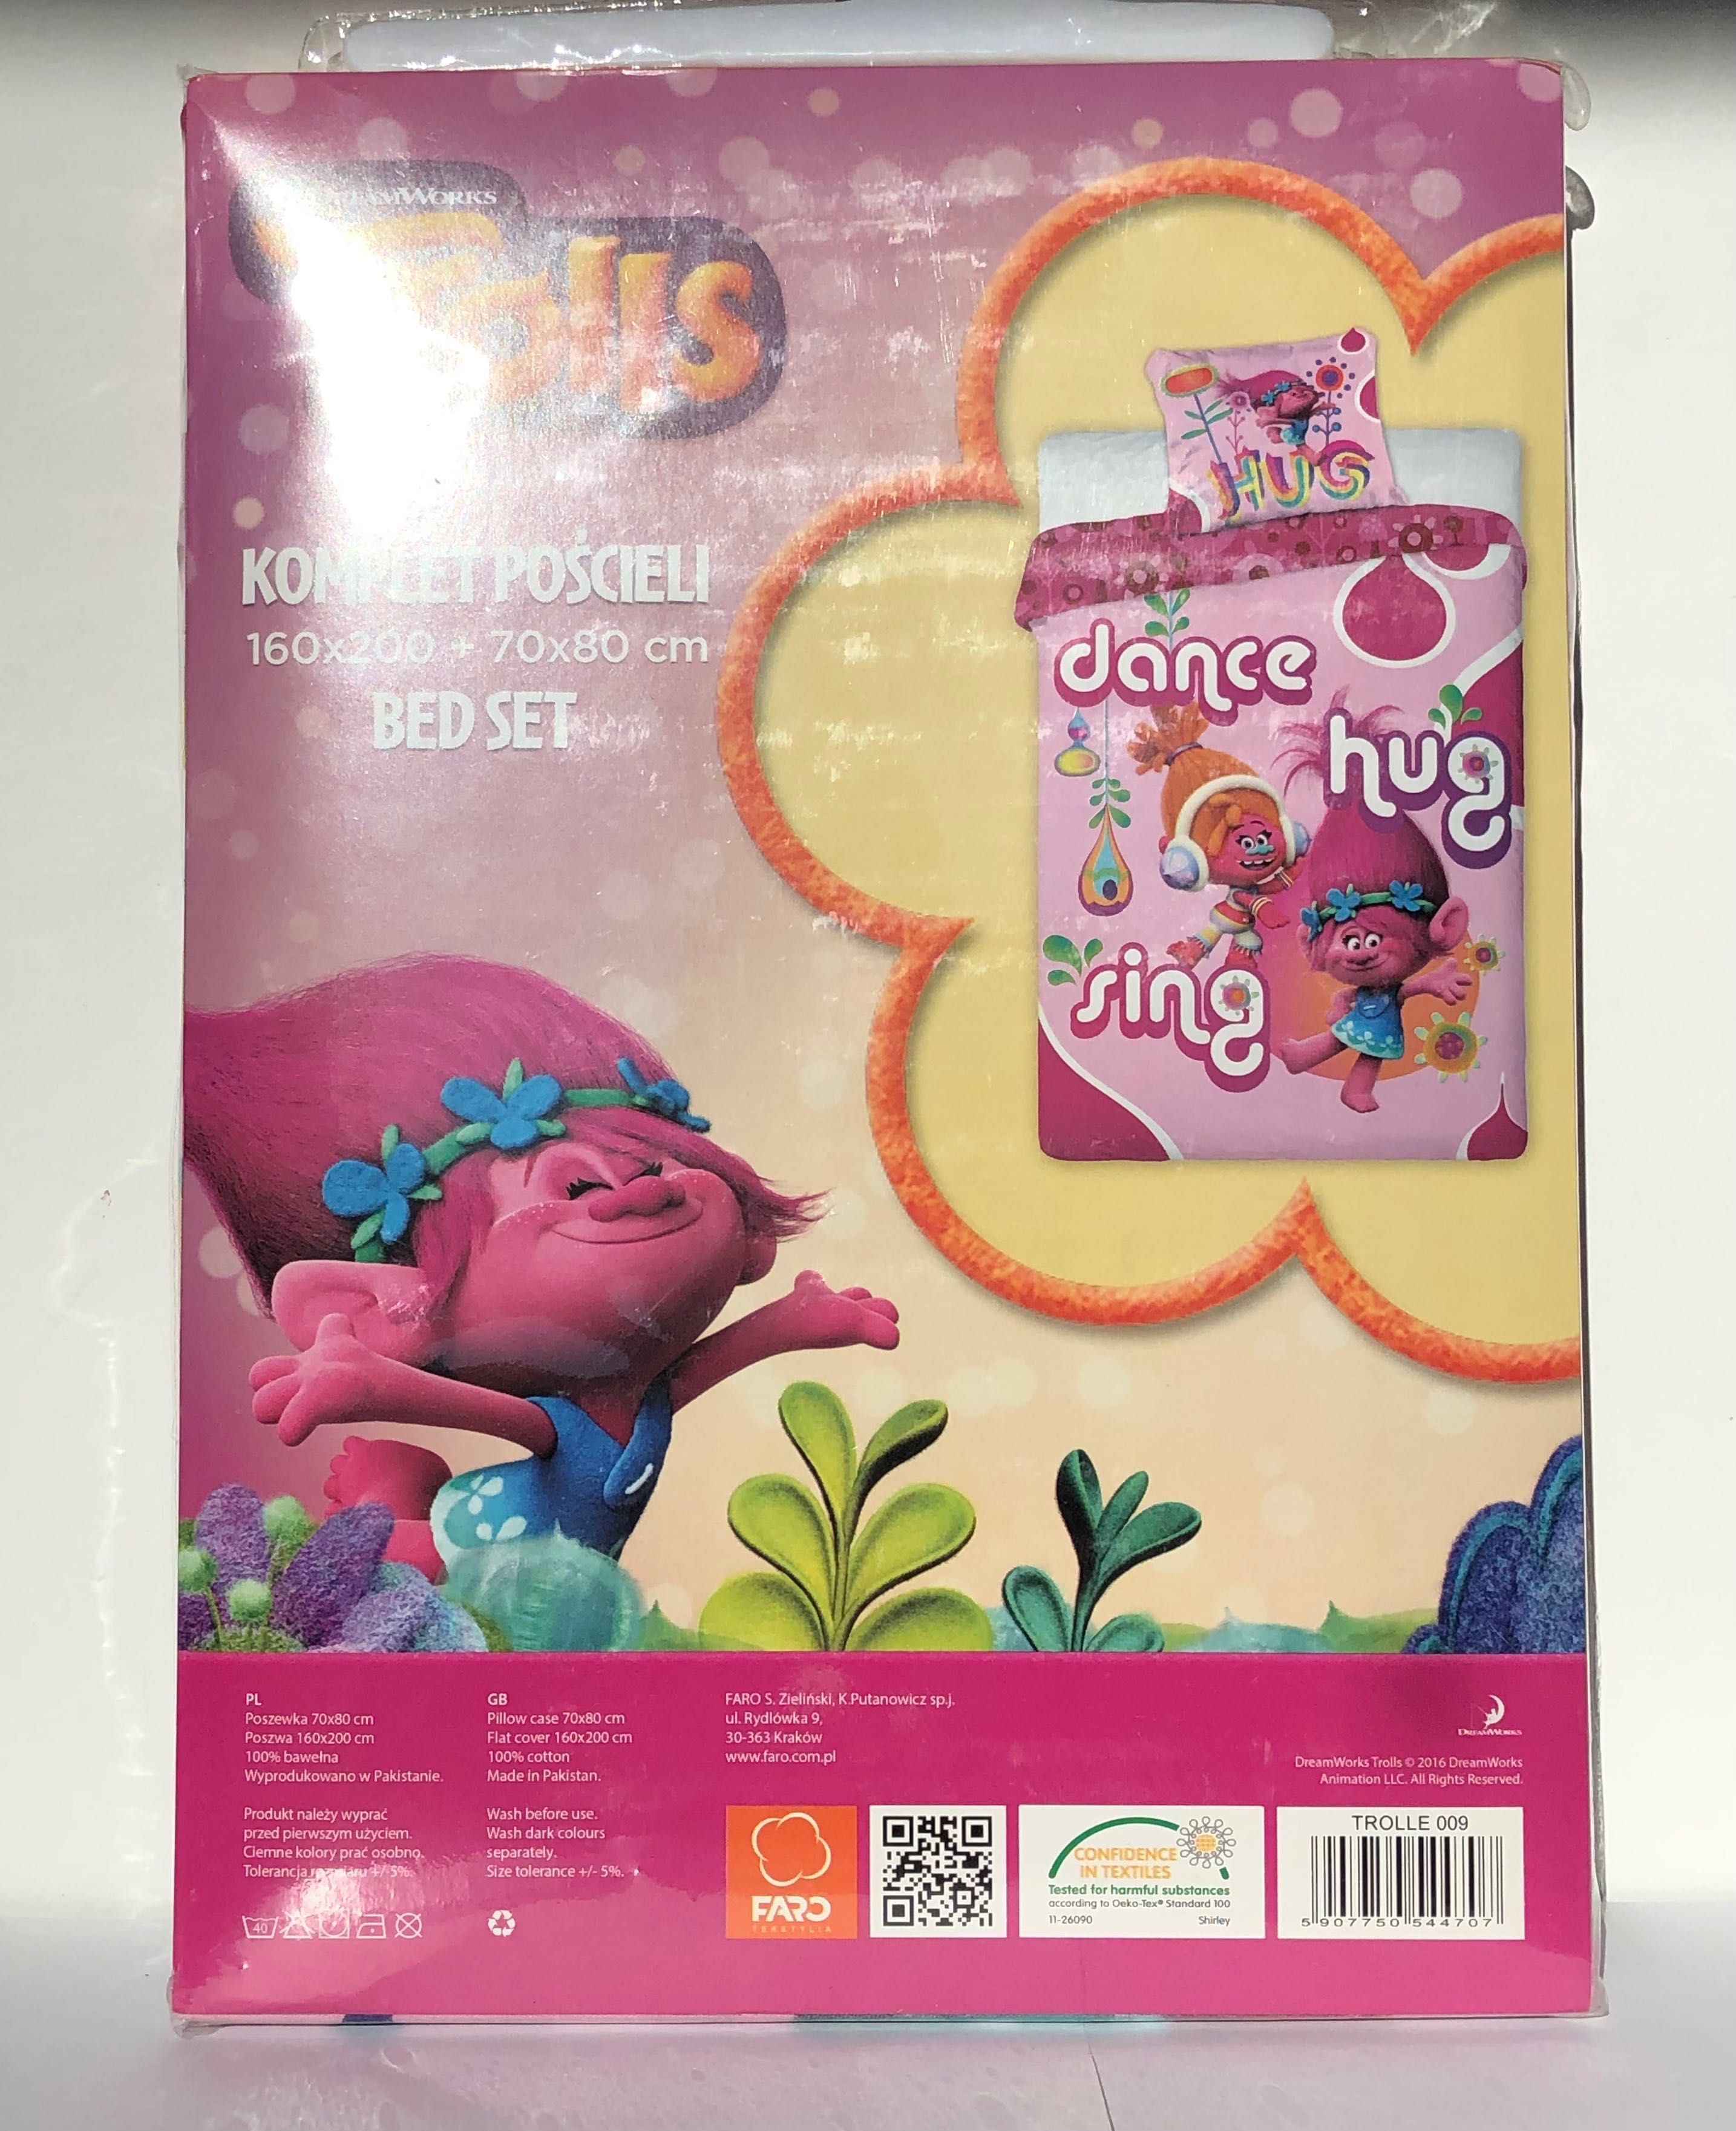 DREAMWORKS
Trolls
KOMPLET POŚCIELI
160x200 + 70x80 cm
BED SET
HUG
dance
hug
sing
PL
Poszewka 70x80 cm
Poszwa 160x200 cm
100% bawełna
Wyprodukowano w Pakistanie.
Produkt należy wyprać
przed pierwszym użyciem.
Ciemne kolory prać osobno.
Tolerancja rozmiaru +/-5%.
40
GB
Pillow case 70x80 cm
Flat cover 160x200 cm
100% cotton
Made in Pakistan.
Wash before use.
Wash dark colours
separately.
Size tolerance +/- 5%.
FARO S. Zieliński, K.Putanowicz sp.j.
ul. Rydlówka 9,
30-363 Kraków
www.faro.com.pl
FARO
TEKSTYLIA
CONFIDENCE
IN TEXTILES
Tested for harmful substances
according to Oeko-Tex® Standard 100
11-26090 Shirley
DREAMWORKS
DreamWorks Trolls © 2016 DreamWorks
Animation LLC. All Rights Reserved.
TROLLE 009
5 907750 544707